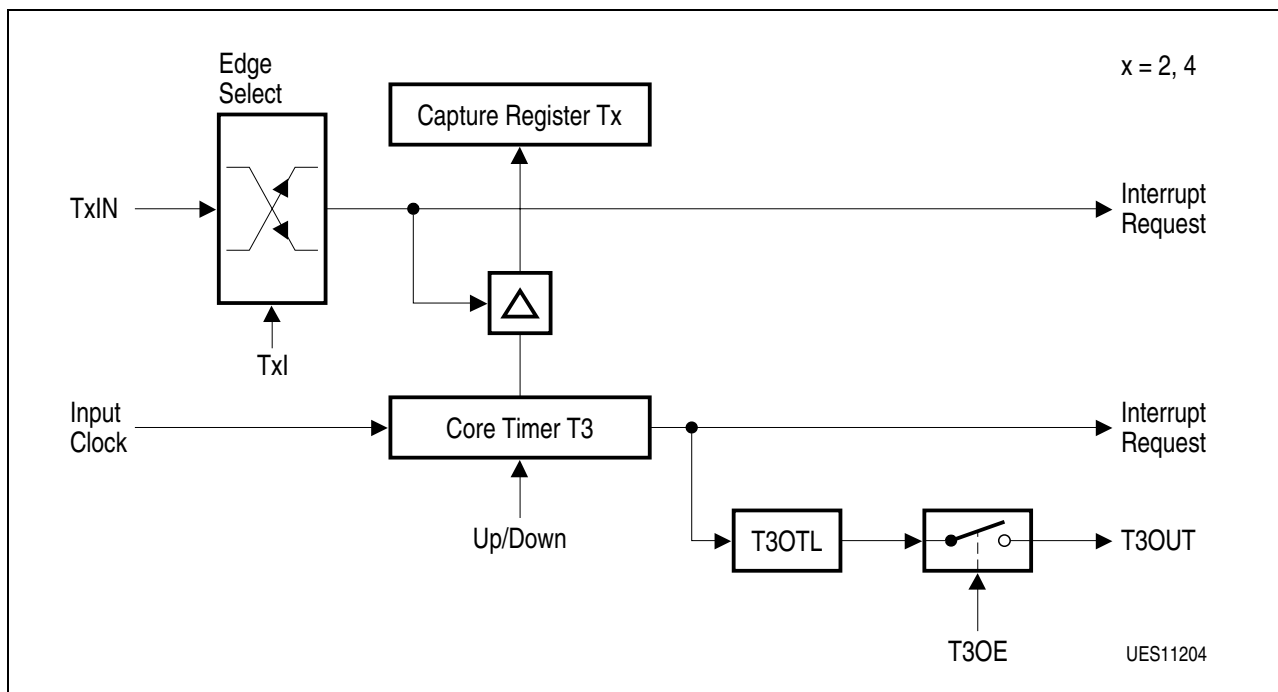 Edge
Select
x = 2, 4
Capture Register Tx
TxIN
Interrupt
Request
TxI
Input
Clock
Core Timer T3
Interrupt
Request
Up/Down
T3OTL
T3OUT
T3OE
UES11204